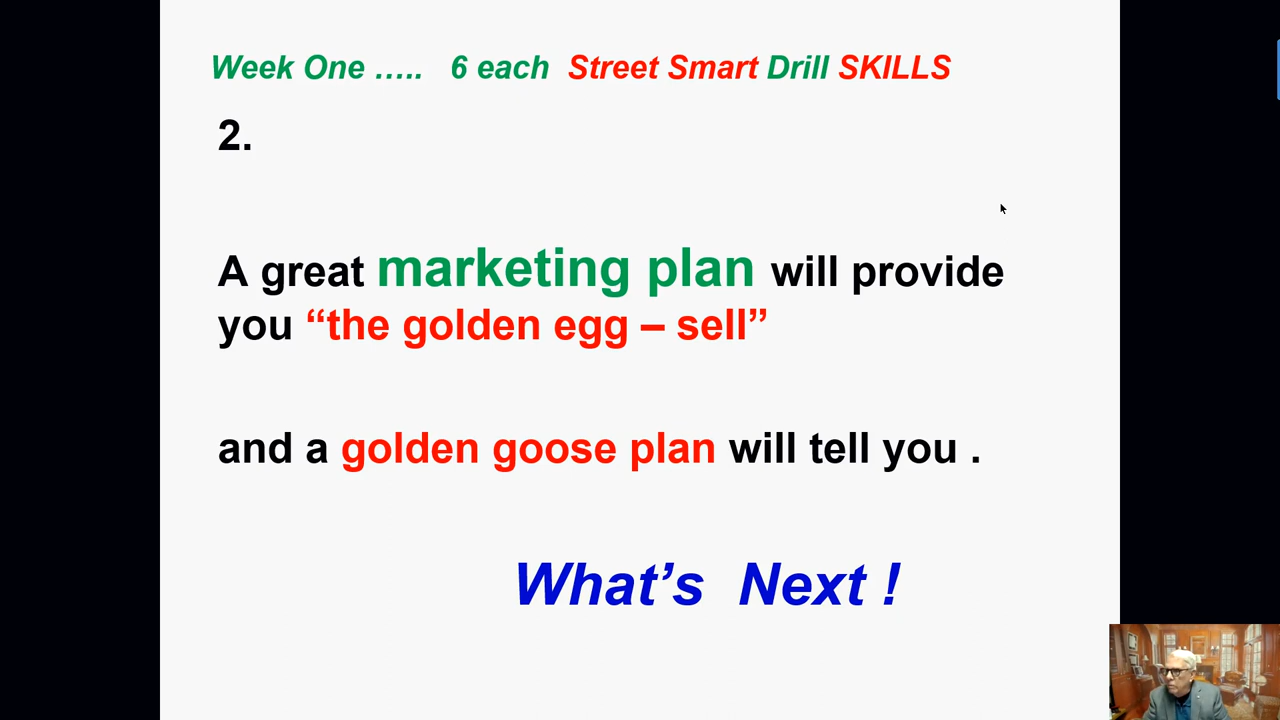 Week One ….. 6 each Street Smart Drill SKILLS
2.
A great marketing plan will provide
you “the golden egg – sell”
and a golden goose plan will tell you .
What’s Next !